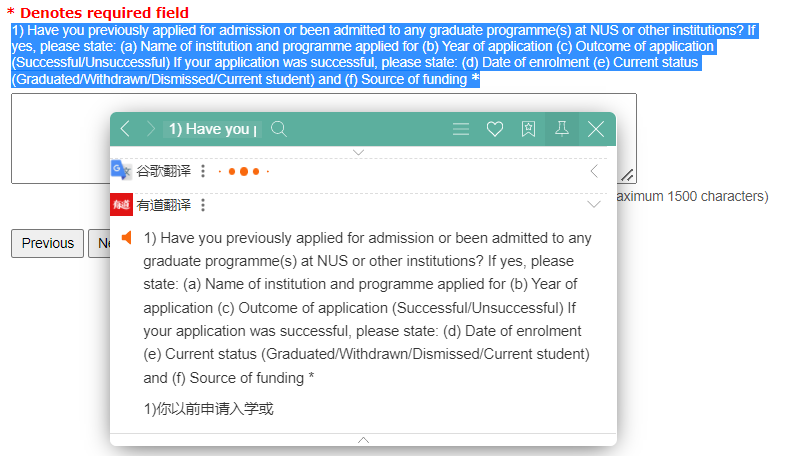 * Denotes required field
1) Have you previously applied for admission or been admitted to any graduate programme(s) at NUS or other institutions? If
yes, please state: (a) Name of institution and programme applied for (b) Year of application (c) Outcome of application
(Successful/Unsuccessful) If your application was successful, please state: (d) Date of enrolment (e) Current status
(Graduated/Withdrawn/Dismissed/Current student) and (f) Source of funding *
1) Have you
谷歌翻译
有道翻译
aximum 1500 characters)
Previous
1) Have you previously applied for admission or been admitted to any
graduate programme(s) at NUS or other institutions? If yes, please
state: (a) Name of institution and programme applied for (b) Year of
application (c) Outcome of application (Successful/Unsuccessful) If
your application was successful, please state: (d) Date of enrolment
(e) Current status (Graduated/Withdrawn/Dismissed/Current student)
and (f) Source of funding *
1)你以前申请入学或